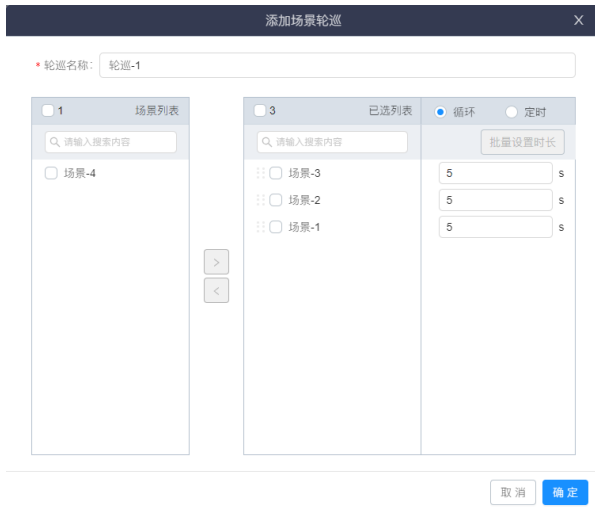 添加场景轮巡 X
* 轮巡名称： 轮巡-1
1 场景列表
请输入搜索内容
场景-4
>
<
3 已选列表 循环 定时
请输入搜索内容 批量设置时长
场景-3 5 s
场景-2 5 s
场景-1 5 s
取 消 确 定